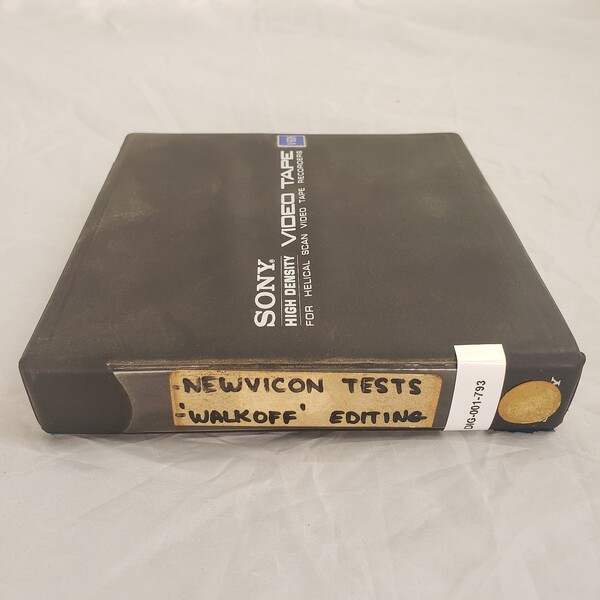 SONY®
HIGH DENSITY VIDEO TAPE
FOR HELICAL SCAN VIDEO TAPE RECORDERS
NEWVICON TESTS
'WALKOFF' EDITING
DIG-001-793